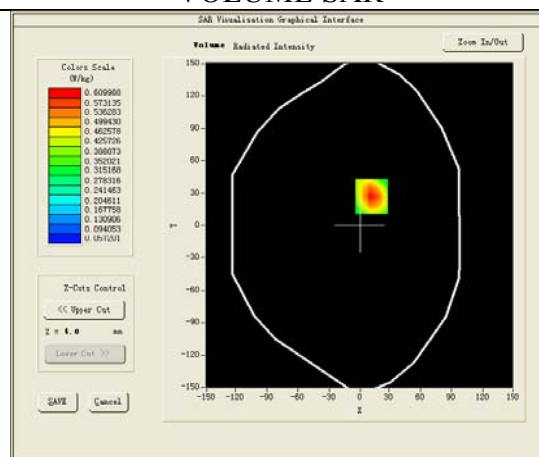 VOLUME SAR
SAR Visualisation Graphical Interface
Volume Radiated Intensity
Zoom In/Out
Colors Scale
(W/kg)
0.609988
0.573135
0.536283
0.499430
0.462578
0.425726
0.388873
0.352021
0.315168
0.278316
0.241463
0.204611
0.167758
0.130906
0.094053
0.057201
Z-Cuts Control
<< Upper Cut
Z = 4.0 mm
Lower Cut >>
SAVE Cancel
150-
120-
90-
60-
30-
0-
-30-
-60-
-90-
-120-
-150-
Y
-150 -120 -90 -60 -30 0 30 60 90 120 150
X